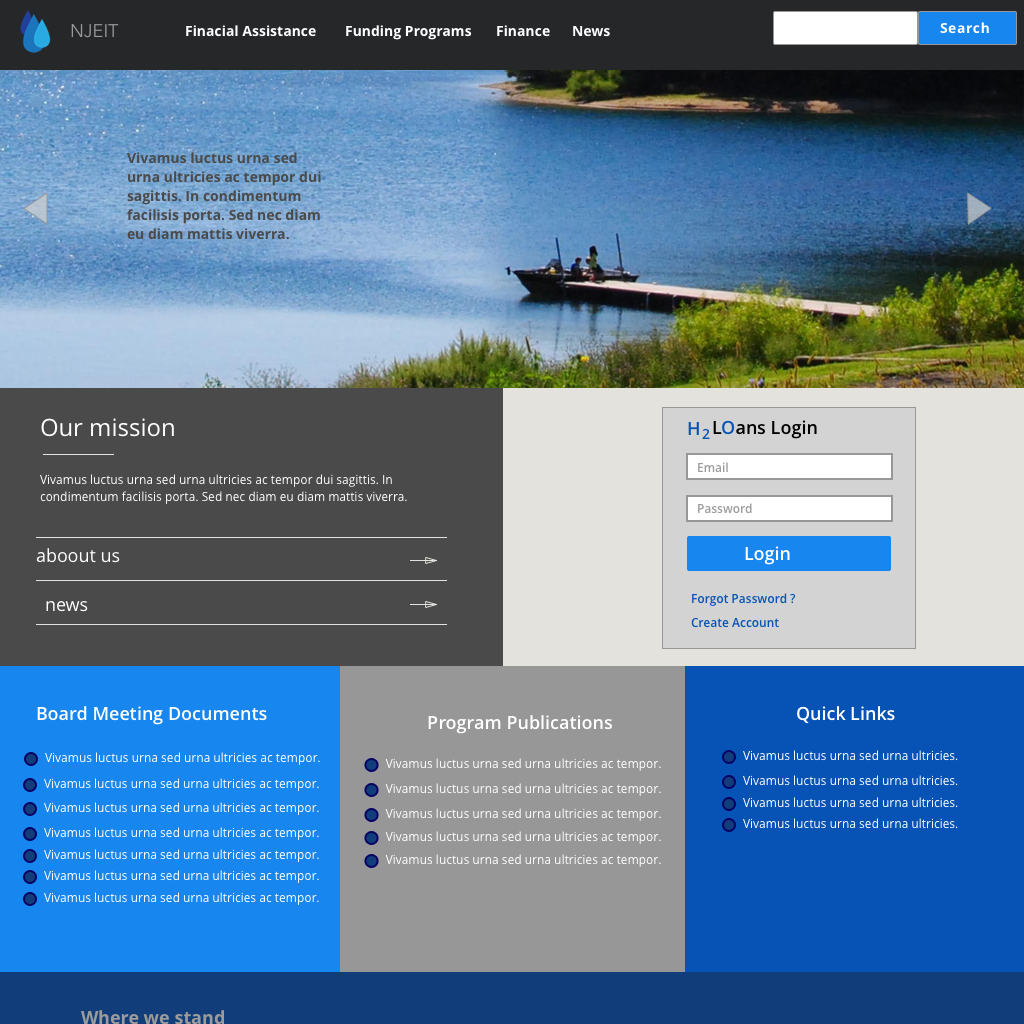 NJEIT
Finacial Assistance
Funding Programs
Finance
News
Search
Vivamus luctus urna sed
urna ultricies ac tempor dui
sagittis. In condimentum
facilisis porta. Sed nec diam
eu diam mattis viverra.
Our mission
Vivamus luctus urna sed urna ultricies ac tempor dui sagittis. In
condimentum facilisis porta. Sed nec diam eu diam mattis viverra.
aboout us
news
H2LOans Login
Email
Password
Login
Forgot Password ?
Create Account
Board Meeting Documents
Vivamus luctus urna sed urna ultricies ac tempor.
Vivamus luctus urna sed urna ultricies ac tempor.
Vivamus luctus urna sed urna ultricies ac tempor.
Vivamus luctus urna sed urna ultricies ac tempor.
Vivamus luctus urna sed urna ultricies ac tempor.
Vivamus luctus urna sed urna ultricies ac tempor.
Vivamus luctus urna sed urna ultricies ac tempor.
Program Publications
Vivamus luctus urna sed urna ultricies ac tempor.
Vivamus luctus urna sed urna ultricies ac tempor.
Vivamus luctus urna sed urna ultricies ac tempor.
Vivamus luctus urna sed urna ultricies ac tempor.
Vivamus luctus urna sed urna ultricies ac tempor.
Quick Links
Vivamus luctus urna sed urna ultricies.
Vivamus luctus urna sed urna ultricies.
Vivamus luctus urna sed urna ultricies.
Vivamus luctus urna sed urna ultricies.
Where we stand